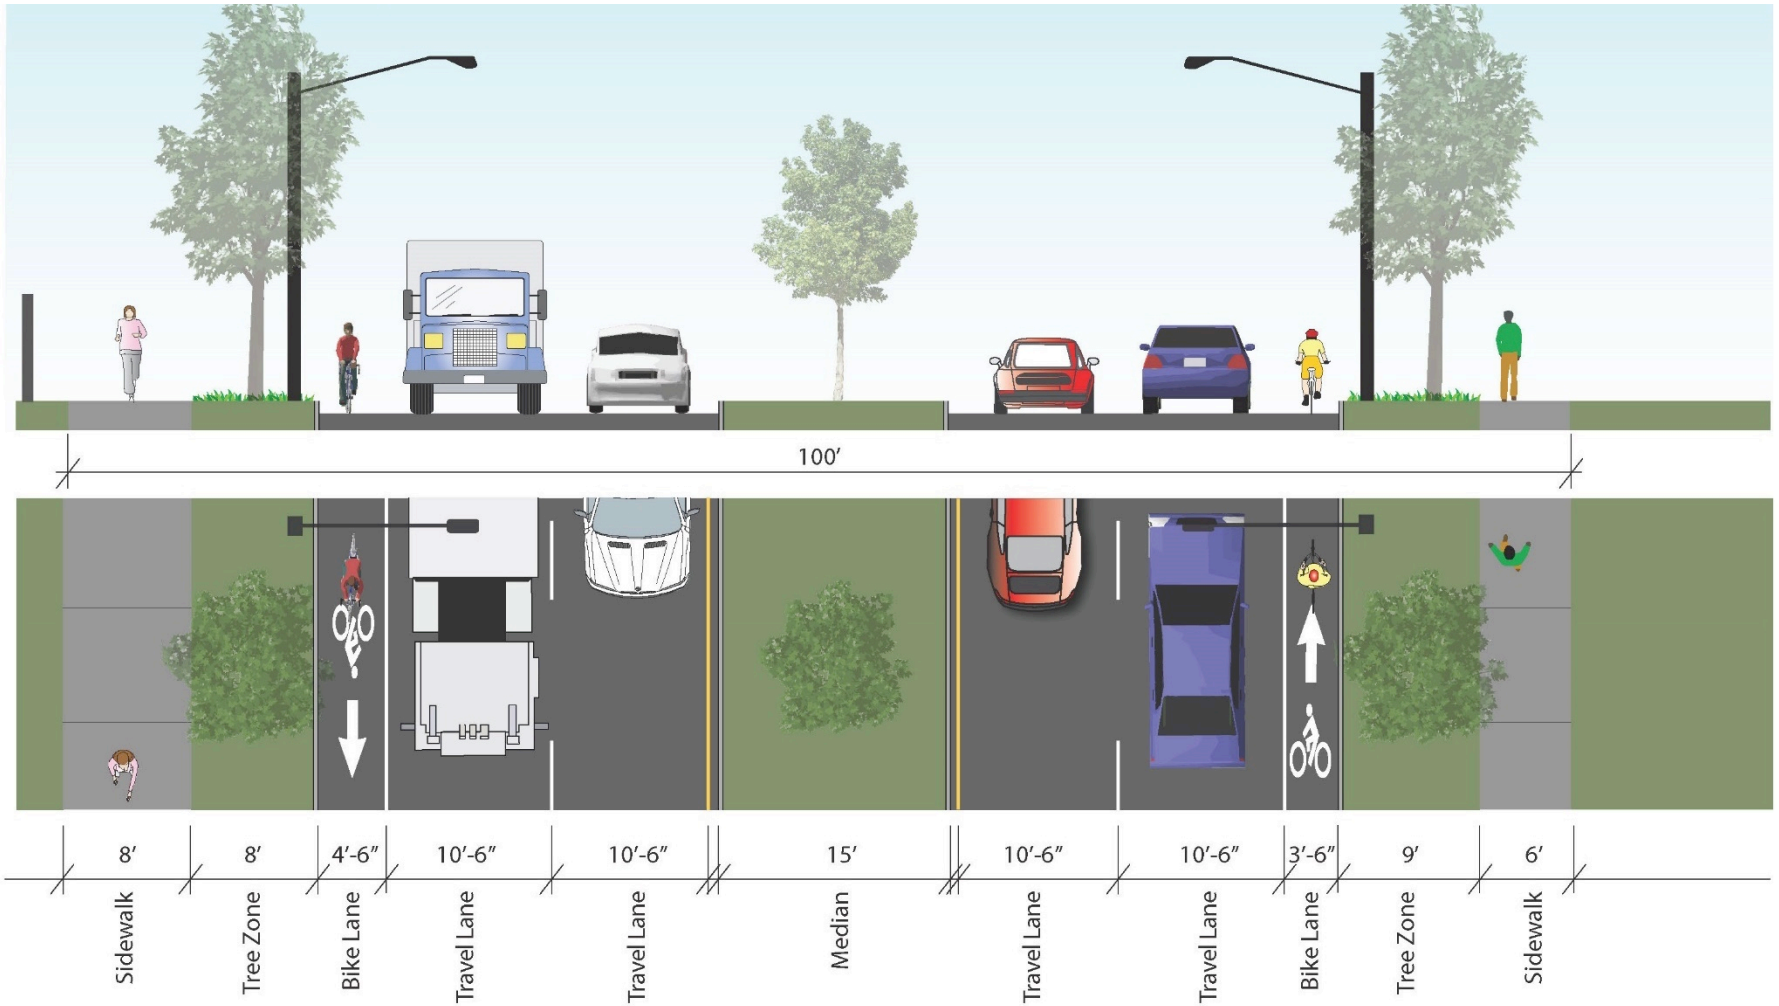 100’
8’ 8’ 4’-6” 10’-6” 10’-6” 15’ 10’-6” 10’-6” 3’-6” 9’ 6’
Sidewalk
Tree Zone
Bike Lane
Travel Lane
Travel Lane
Median
Travel Lane
Travel Lane
Bike Lane
Tree Zone
Sidewalk